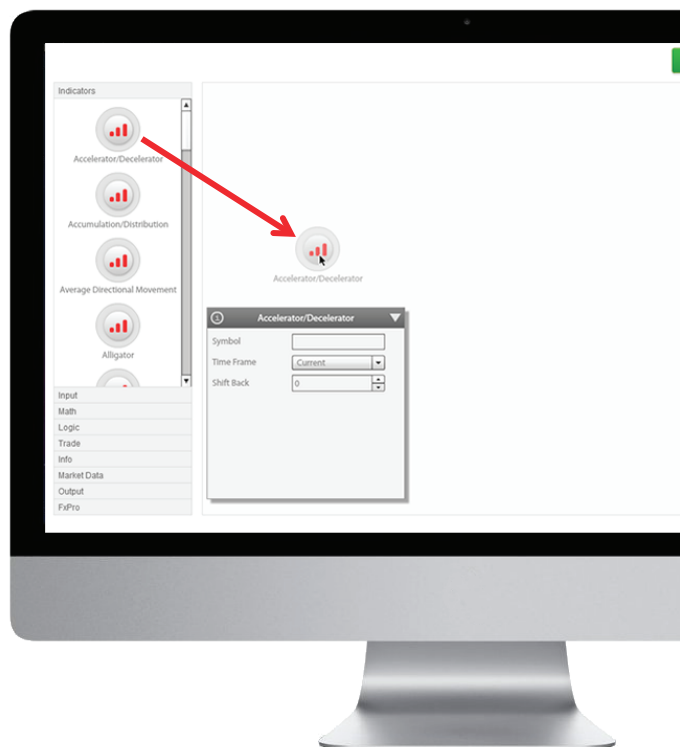 Indicators
Accelerator/Decelerator
Accumulation/Distribution
Average Directional Movement
Alligator
Input
Math
Logic
Trade
Info
Market Data
Output
FxPro
Accelerator/Decelerator
1 Accelerator/Decelerator
Symbol
Time Frame Current
Shift Back 0